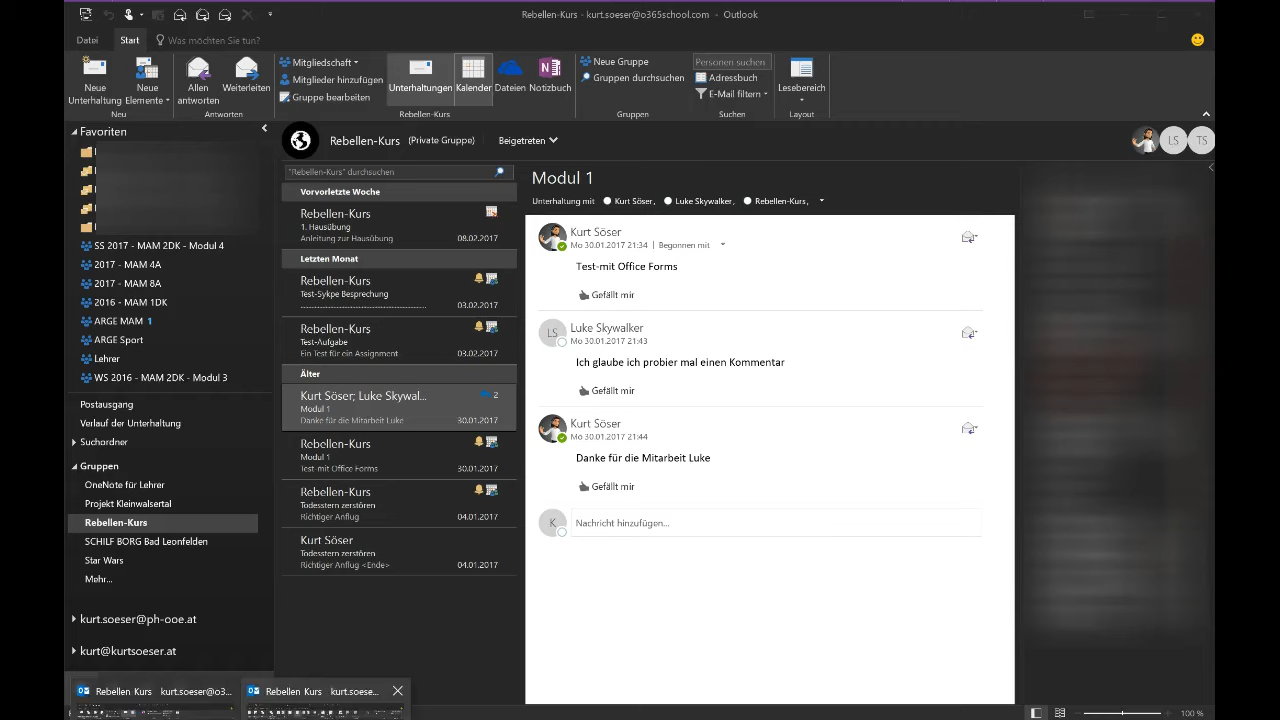 Rebellen-Kurs - kurt.soeser@o365school.com - Outlook
Datei Start Was möchten Sie tun?
Neue Unterhaltung
Neue Elemente
Allen antworten
Weiterleiten
Mitgliedschaft
Mitglieder hinzufügen
Gruppe bearbeiten
Unterhaltungen
Kalender
Dateien
Notizbuch
Neue Gruppe
Gruppen durchsuchen
Personen suchen
Adressbuch
E-Mail filtern
Lesebereich
Neu
Antworten
Rebellen-Kurs
Gruppen
Suchen
Layout
Favoriten
SS 2017 - MAM 2DK - Modul 4
2017 - MAM 4A
2017 - MAM 8A
2016 - MAM 1DK
ARGE MAM 1
ARGE Sport
Lehrer
WS 2016 - MAM 2DK - Modul 3
Postausgang
Verlauf der Unterhaltung
Suchordner
Gruppen
OneNote für Lehrer
Projekt Kleinwalsertal
Rebellen-Kurs
SCHILF BORG Bad Leonfelden
Star Wars
Mehr...
kurt.soeser@ph-ooe.at
kurt@kurtsoeser.at
Rebellen-Kurs (Private Gruppe) Beigetreten
LS TS
"Rebellen-Kurs" durchsuchen
Vorvorletzte Woche
Rebellen-Kurs
1. Hausübung
Anleitung zur Hausübung 08.02.2017
Letzten Monat
Rebellen-Kurs
Test-Sykpe Besprechung
03.02.2017
Rebellen-Kurs
Test-Aufgabe
Ein Test für ein Assignment 03.02.2017
Älter
Kurt Söser; Luke Skywal... 2
Modul 1
Danke für die Mitarbeit Luke 30.01.2017
Rebellen-Kurs
Modul 1
Test-mit Office Forms 30.01.2017
Rebellen-Kurs
Todesstern zerstören
Richtiger Anflug 04.01.2017
Kurt Söser
Todesstern zerstören
Richtiger Anflug <Ende> 04.01.2017
Modul 1
Unterhaltung mit Kurt Söser, Luke Skywalker, Rebellen-Kurs,
Kurt Söser
Mo 30.01.2017 21:34 | Begonnen mit
Test-mit Office Forms
Gefällt mir
LS Luke Skywalker
Mo 30.01.2017 21:43
Ich glaube ich probier mal einen Kommentar
Gefällt mir
Kurt Söser
Mo 30.01.2017 21:44
Danke für die Mitarbeit Luke
Gefällt mir
K Nachricht hinzufügen...
Rebellen Kurs kurt.soeser@o3...
Rebellen Kurs kurt.soese...
100 %